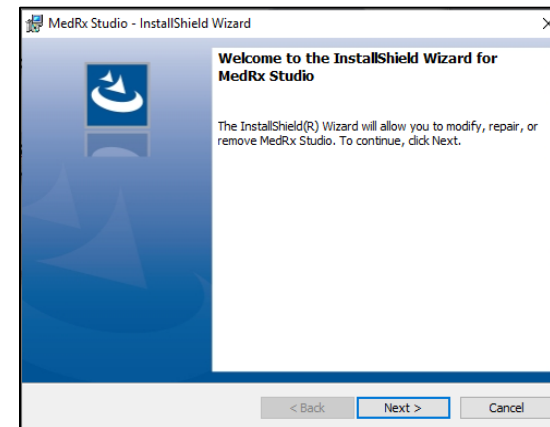 MedRx Studio - InstallShield Wizard
Welcome to the InstallShield Wizard for
MedRx Studio
The InstallShield(R) Wizard will allow you to modify, repair, or
remove MedRx Studio. To continue, click Next.
< Back Next > Cancel